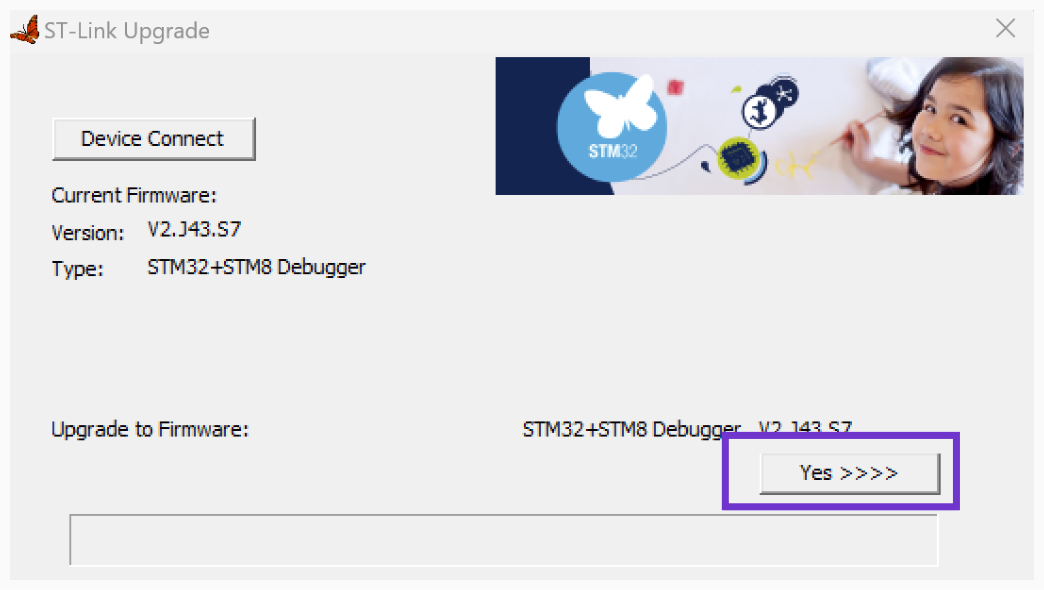 ST-Link Upgrade
Device Connect
STM32
Current Firmware:
Version: V2.J43.S7
Type: STM32+STM8 Debugger
Upgrade to Firmware: STM32+STM8 Debugger V2.J43.S7
Yes >>>>